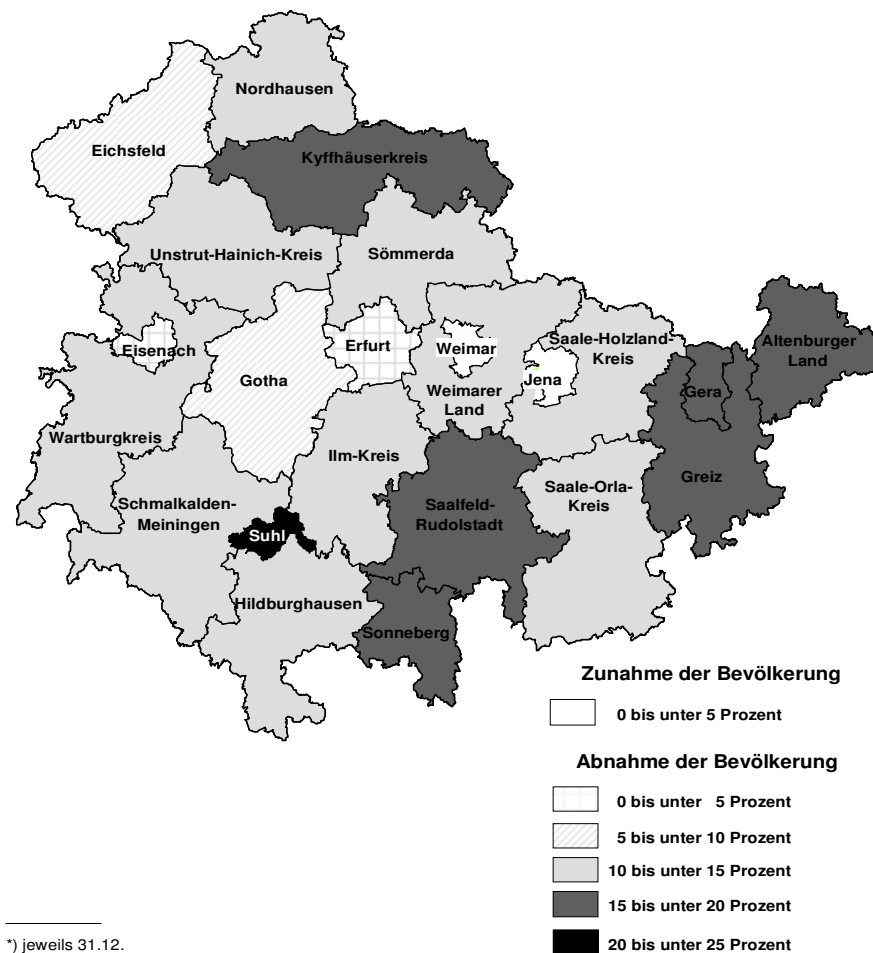 Nordhausen
Eichsfeld
Kyffhäuserkreis
Unstrut-Hainich-Kreis
Sömmerda
Eisenach
Gotha
Erfurt
Weimar
Weimarer
Land
Jena
Saale-Holzland-
Kreis
Altenburger
Land
Gera
Greiz
Wartburgkreis
Ilm-Kreis
Schmalkalden-
Meiningen
Suhl
Saalfeld-
Rudolstadt
Saale-Orla-
Kreis
Hildburghausen
Sonneberg
Zunahme der Bevölkerung
0 bis unter 5 Prozent
Abnahme der Bevölkerung
0 bis unter 5 Prozent
5 bis unter 10 Prozent
10 bis unter 15 Prozent
15 bis unter 20 Prozent
20 bis unter 25 Prozent
*) jeweils 31.12.